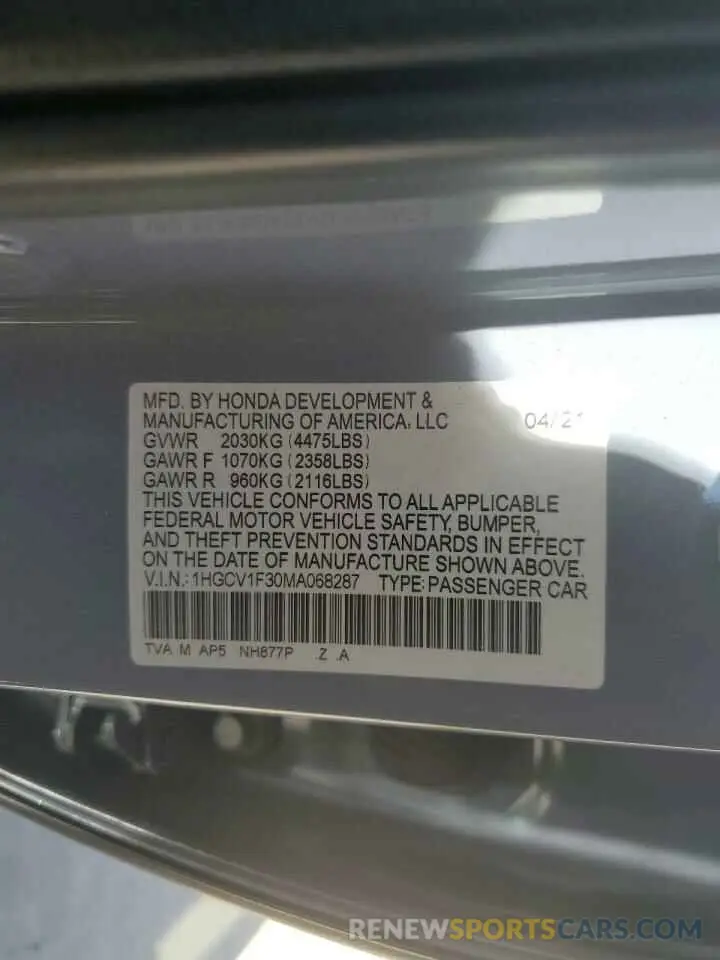 MFD. BY HONDA DEVELOPMENT &
MANUFACTURING OF AMERICA, LLC 04/21
GVWR 2030KG (4475LBS)
GAWR F 1070KG (2358LBS)
GAWR R 960KG (2116LBS)
THIS VEHICLE CONFORMS TO ALL APPLICABLE
FEDERAL MOTOR VEHICLE SAFETY, BUMPER,
AND THEFT PREVENTION STANDARDS IN EFFECT
ON THE DATE OF MANUFACTURE SHOWN ABOVE.
V.I.N.: 1HGCV1F30MA068287 TYPE: PASSENGER CAR
TVA M AP5 NH877P .Z .A
RENEWSPORTSCARS.COM